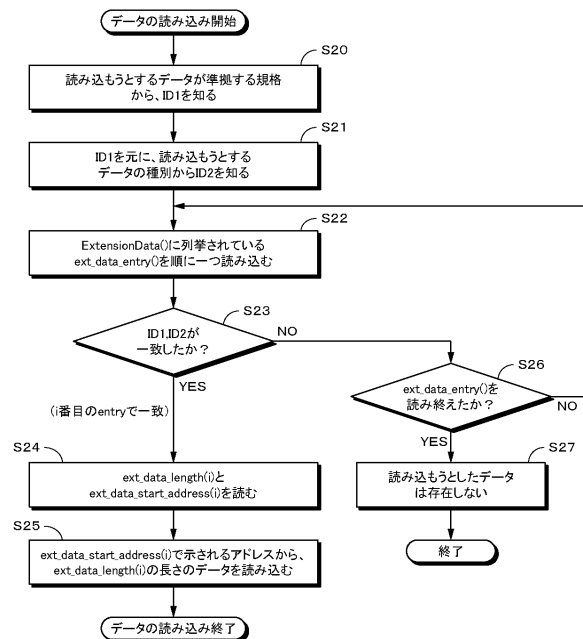 データの読み込み開始
S20
読み込もうとするデータが準拠する規格
から、ID1を知る
S21
ID1を元に、読み込もうとする
データの種別からID2を知る
S22
ExtensionData()に列挙されている
ext_data_entry()を順に一つ読み込む
S23
ID1,ID2が
一致したか？
NO
YES
(i番目のentryで一致)
S26
ext_data_entry()を
読み終えたか？
NO
YES
S24
ext_data_length(i)と
ext_data_start_address(i)を読む
S27
読み込もうとしたデータ
は存在しない
S25
ext_data_start_address(i)で示されるアドレスから、
ext_data_length(i)の長さのデータを読み込む
終了
データの読み込み終了